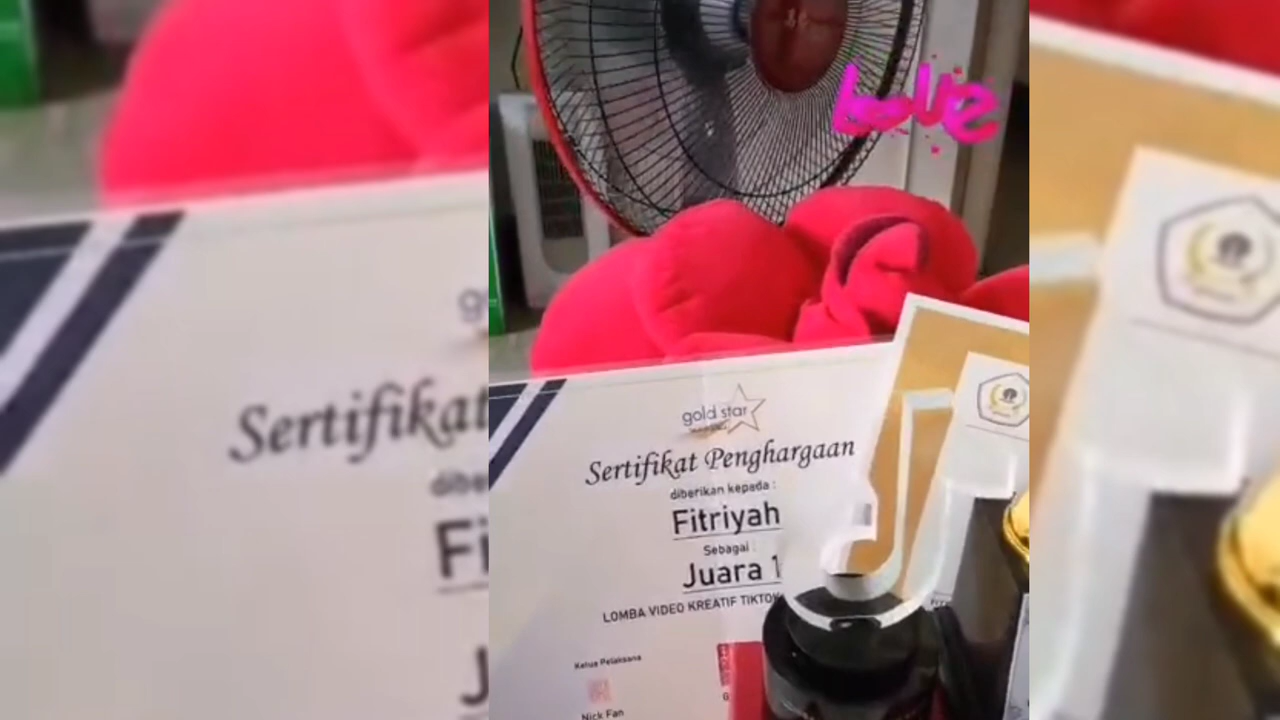 love
gold star
Sertifikat Penghargaan
diberikan kepada :
Fitriyah
Sebagai :
Juara 1
LOMBA VIDEO KREATIF TIKTOK
Ketua Pelaksana
Nick Fan